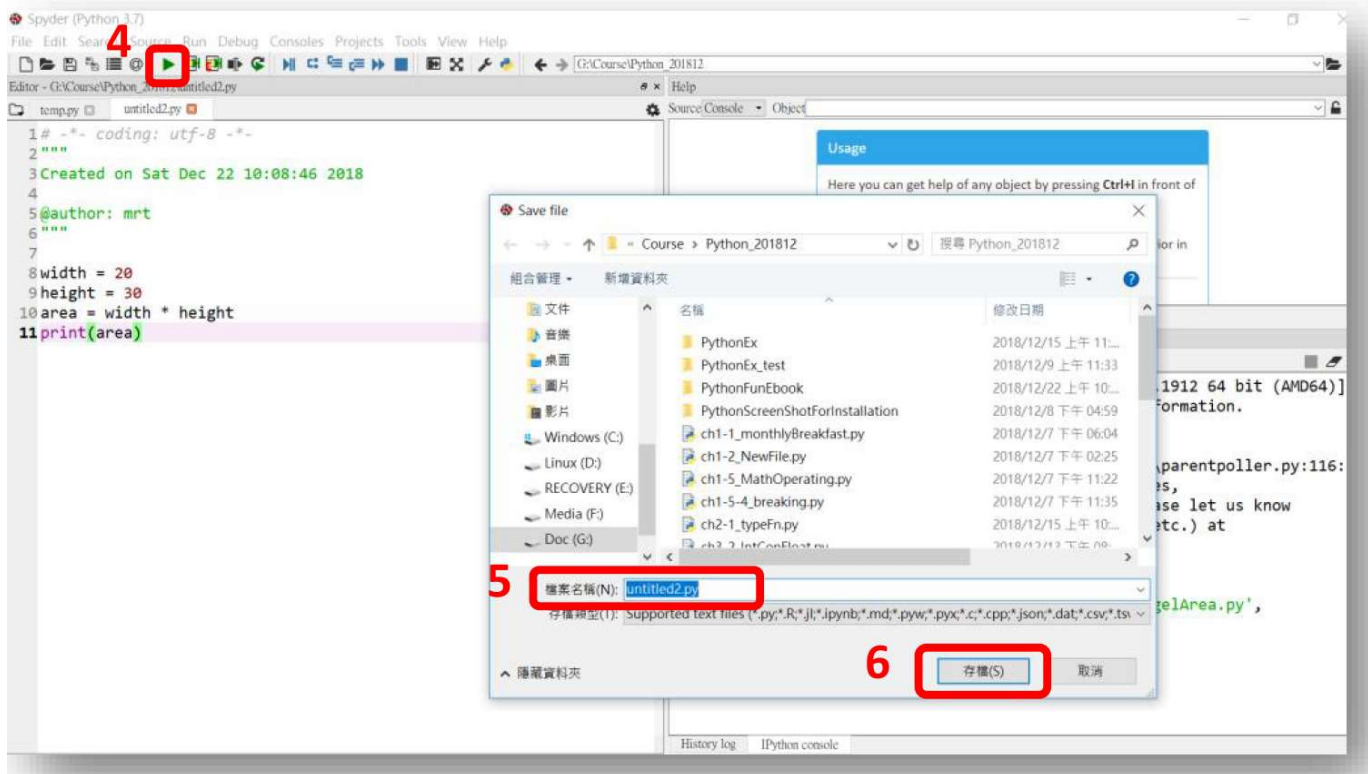 Spyder (Python 3.7)
File Edit Search Source Run Debug Consoles Projects Tools View Help
4
G:\Course\Python_201812
Editor - G:\Course\Python_201812\untitled2.py
temp.py untitled2.py
1 # -*- coding: utf-8 -*-
2 """
3 Created on Sat Dec 22 10:08:46 2018
4
5 @author: mrt
6 """
7
8 width = 20
9 height = 30
10 area = width * height
11 print(area)
Help
Source Console Object
Usage
Here you can get help of any object by pressing Ctrl+I in front of
ior in
Save file
« Course > Python_201812
搜尋 Python_201812
組合管理 新增資料夾
文件
音樂
桌面
圖片
影片
Windows (C:)
Linux (D:)
RECOVERY (E:)
Media (F:)
Doc (G:)
名稱 修改日期
PythonEx 2018/12/15 上午 11:...
PythonEx_test 2018/12/9 上午 11:33
PythonFunEbook 2018/12/22 上午 10:...
PythonScreenShotForInstallation 2018/12/8 下午 04:59
ch1-1_monthlyBreakfast.py 2018/12/7 下午 06:04
ch1-2_NewFile.py 2018/12/7 下午 02:25
ch1-5_MathOperating.py 2018/12/7 下午 11:22
ch1-5-4_breaking.py 2018/12/7 下午 11:35
ch2-1_typeFn.py 2018/12/15 上午 10:...
5
檔案名稱(N): untitled2.py
存檔類型(T): Supported text files (*.py;*.R;*.jl;*.ipynb;*.md;*.pyw;*.pyx;*.c;*.cpp;*.json;*.dat;*.csv;*.tsv
隱藏資料夾
6
存檔(S) 取消
.1912 64 bit (AMD64)]
formation.
\parentpoller.py:116:
es,
ase let us know
etc.) at
gelArea.py',
History log IPython console